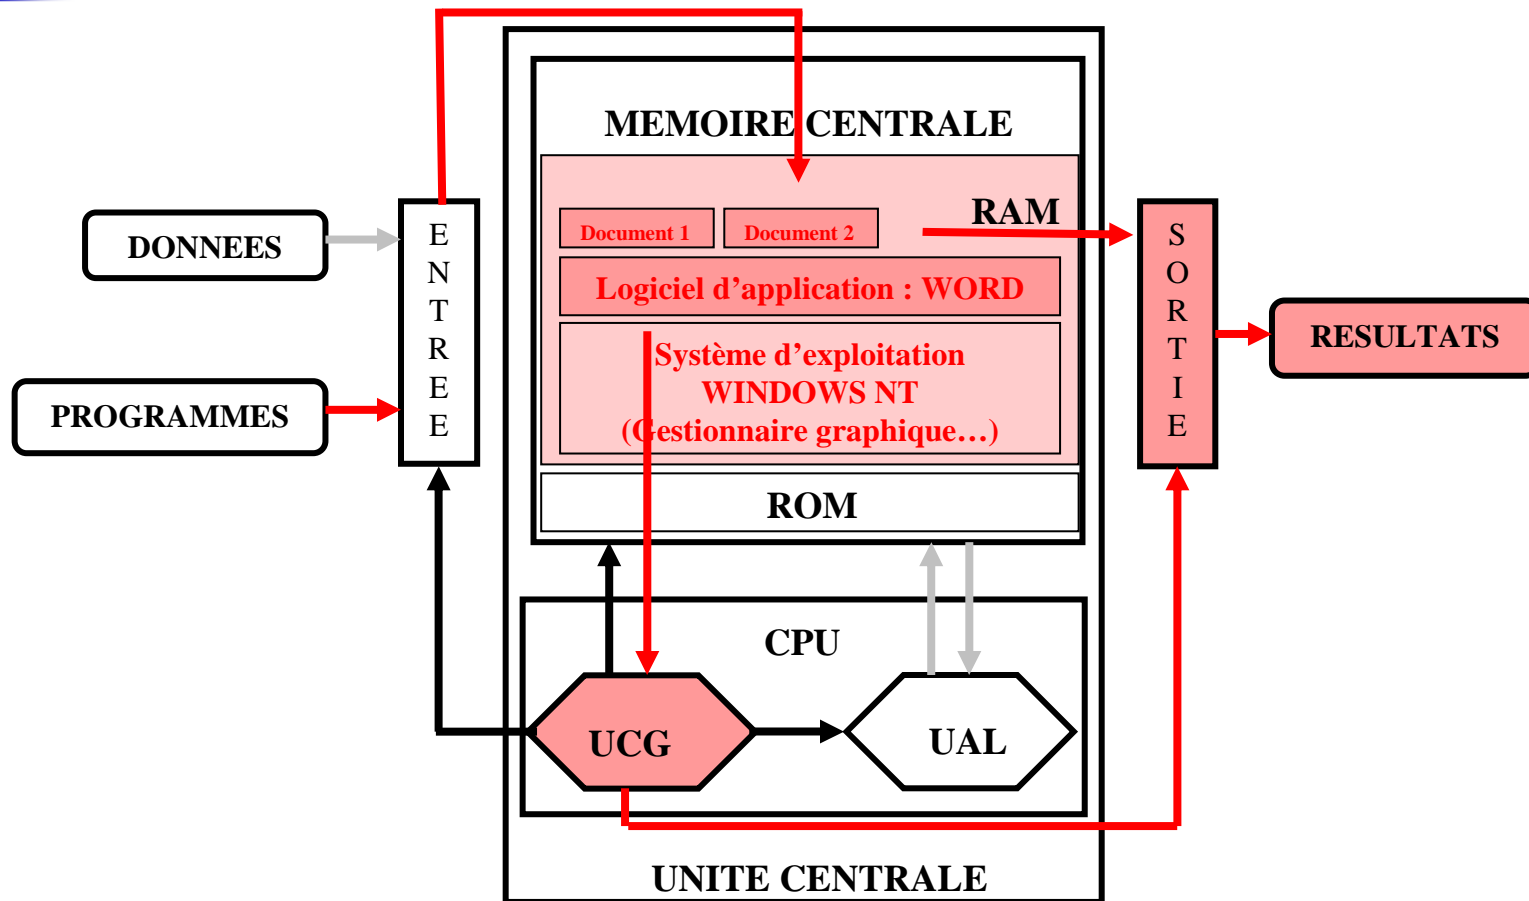 MEMOIRE CENTRALE
RAM
Document 1
Document 2
Logiciel d'application : WORD
Système d'exploitation
WINDOWS NT
(Gestionnaire graphique…)
ROM
DONNEES
PROGRAMMES
E
N
T
R
E
E
S
O
R
T
I
E
RESULTATS
CPU
UCG
UAL
UNITE CENTRALE